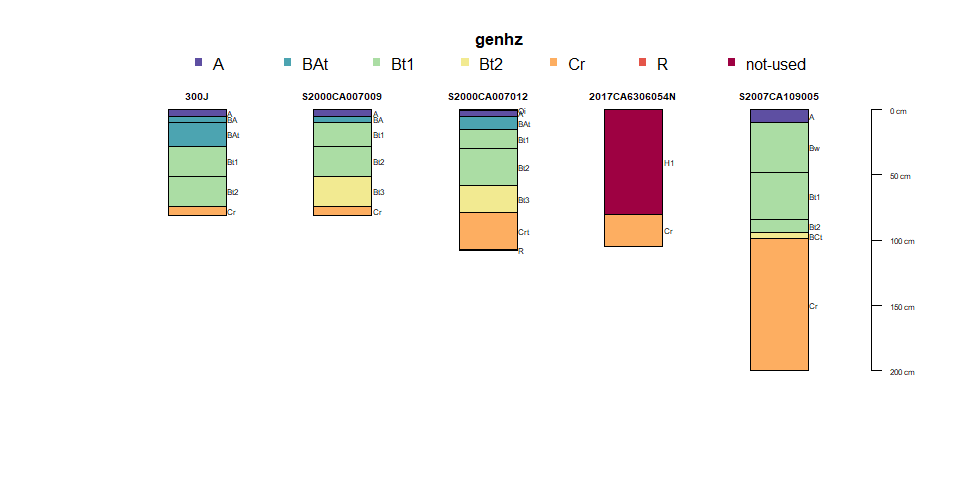 genhz
A BAt Bt1 Bt2 Cr R not-used
300J S2000CA007009 S2000CA007012 2017CA6306054N S2007CA109005
A
BA
BAt
Bt1
Bt2
Cr
A
BA
Bt1
Bt2
Bt3
Cr
Oi
A
BAt
Bt1
Bt2
Bt3
Crt
R
H1
Cr
A
Bw
Bt1
Bt2
BCt
Cr
0 cm
50 cm
100 cm
150 cm
200 cm